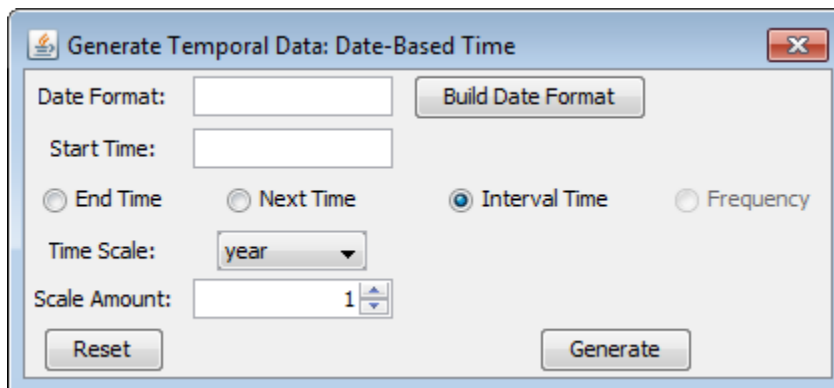 Generate Temporal Data: Date-Based Time
Date Format: Build Date Format
Start Time:
End Time Next Time Interval Time Frequency
Time Scale: year
Scale Amount: 1
Reset Generate